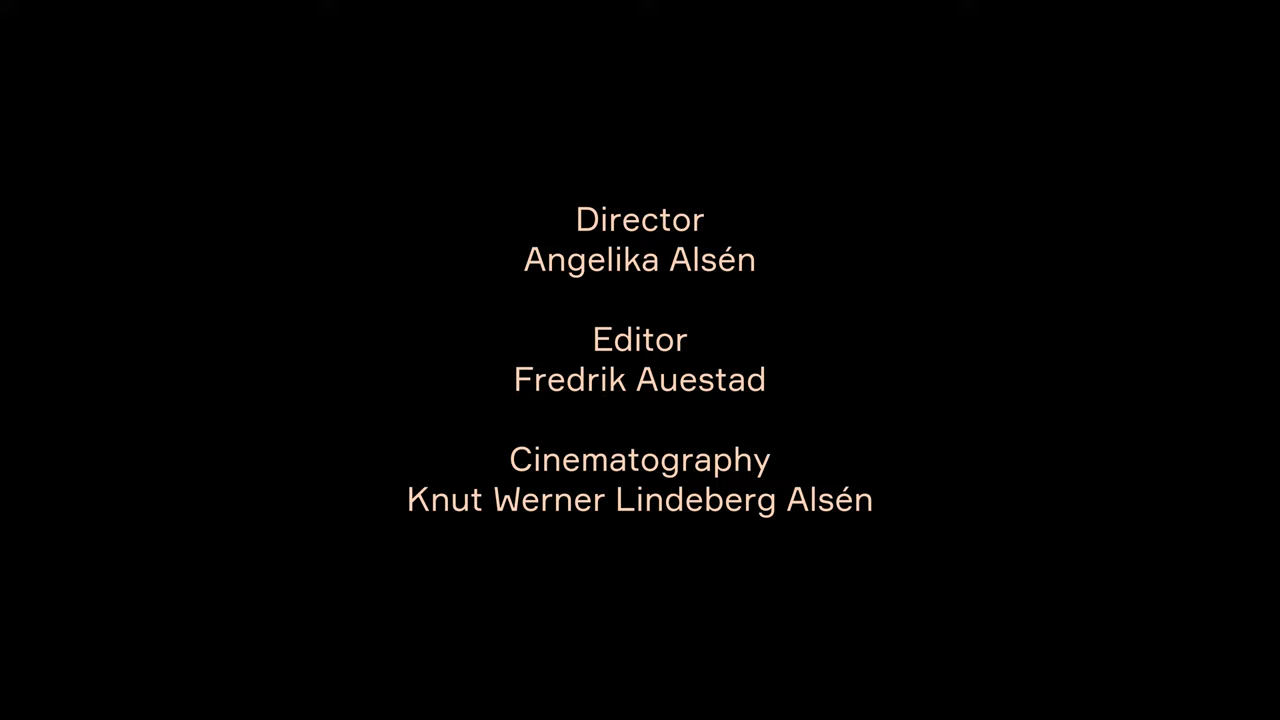 Director
Angelika Alsén
Editor
Fredrik Auestad
Cinematography
Knut Werner Lindeberg Alsén